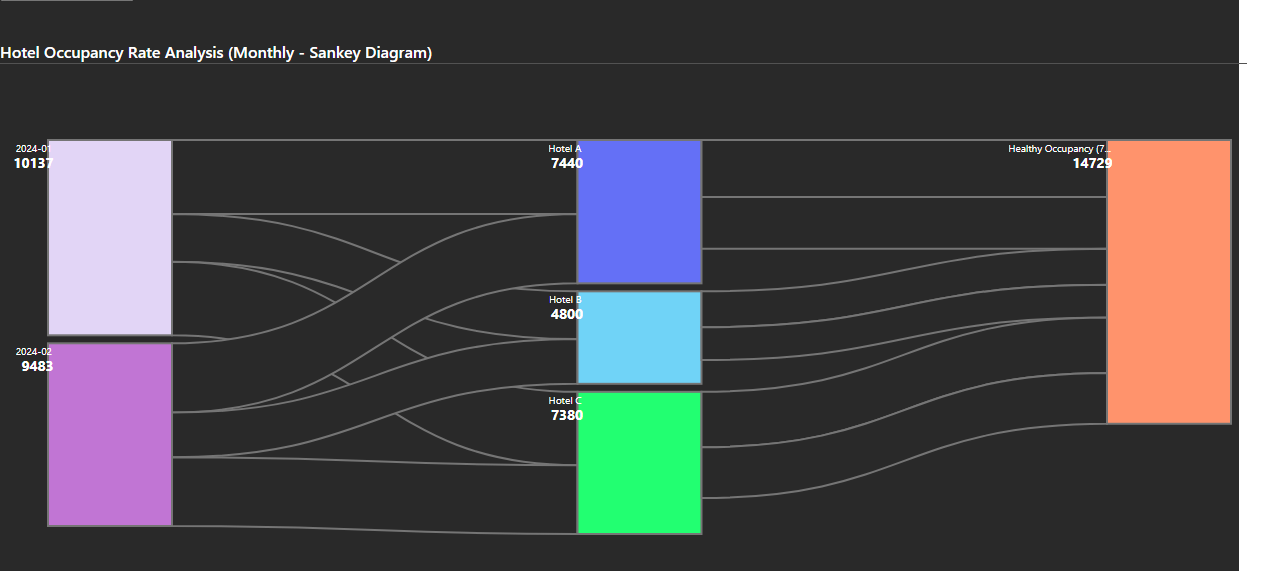 Hotel Occupancy Rate Analysis (Monthly - Sankey Diagram)
2024-01
10137
Hotel A
7440
Healthy Occupancy (7...
14729
Hotel B
4800
2024-02
9483
Hotel C
7380